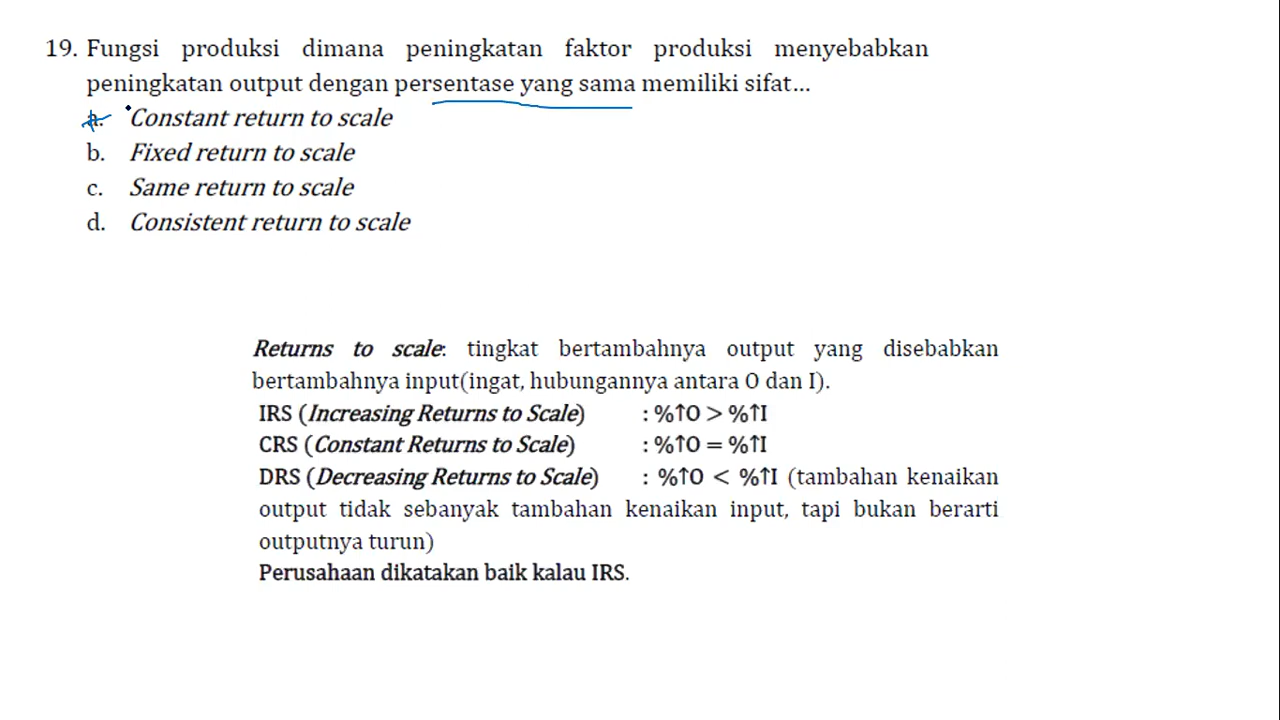 19. Fungsi produksi dimana peningkatan faktor produksi menyebabkan
peningkatan output dengan persentase yang sama memiliki sifat...
a. Constant return to scale
b. Fixed return to scale
c. Same return to scale
d. Consistent return to scale
Returns to scale: tingkat bertambahnya output yang disebabkan
bertambahnya input(ingat, hubungannya antara O dan I).
IRS (Increasing Returns to Scale) : %↑O > %↑I
CRS (Constant Returns to Scale) : %↑O = %↑I
DRS (Decreasing Returns to Scale) : %↑O < %↑I (tambahan kenaikan
output tidak sebanyak tambahan kenaikan input, tapi bukan berarti
outputnya turun)
Perusahaan dikatakan baik kalau IRS.